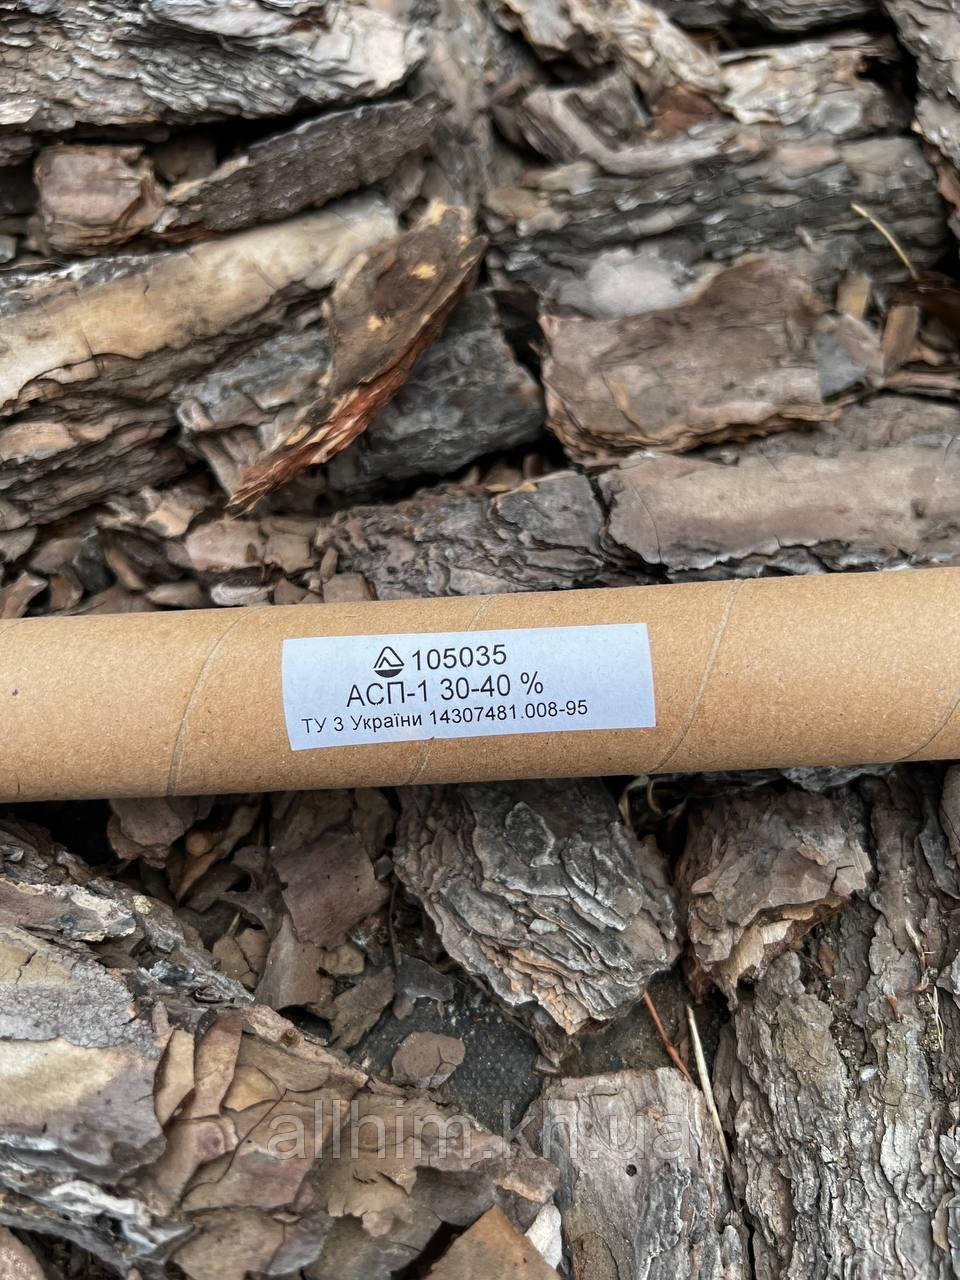 105035
АСП-1 30-40 %
ТУ З України 14307481.008-95
allhim.kh.ua